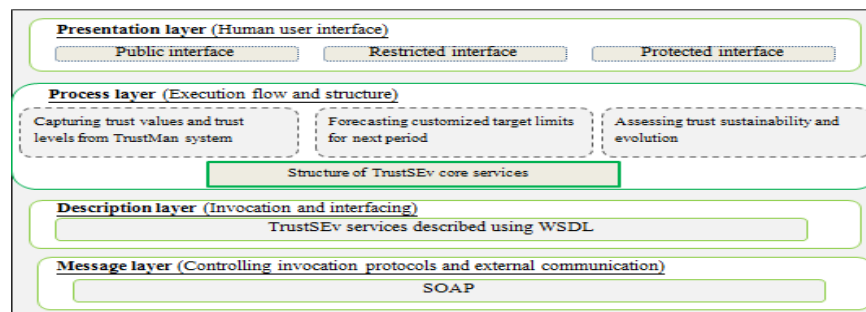 Presentation layer (Human user interface)
Public interface Restricted interface Protected interface
Process layer (Execution flow and structure)
Capturing trust values and trust
levels from TrustMan system
Forecasting customized target limits
for next period
Assessing trust sustainability and
evolution
Structure of TrustSEv core services
Description layer (Invocation and interfacing)
TrustSEv services described using WSDL
Message layer (Controlling invocation protocols and external communication)
SOAP